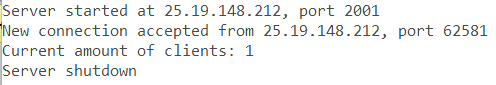 Server started at 25.19.148.212, port 2001
New connection accepted from 25.19.148.212, port 62581
Current amount of clients: 1
Server shutdown